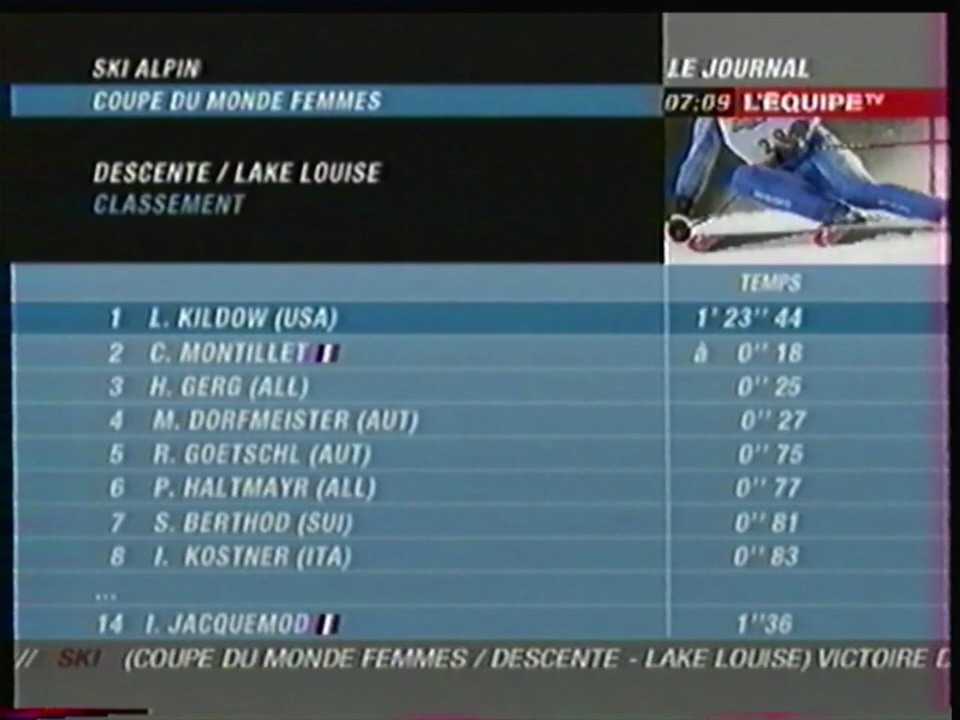 SKI ALPIN
LE JOURNAL
COUPE DU MONDE FEMMES
07:09 L'EQUIPE TV
DESCENTE / LAKE LOUISE
CLASSEMENT
TEMPS
1 L. KILDOW (USA) 1' 23'' 44
2 C. MONTILLET à 0'' 18
3 H. GERG (ALL) 0'' 25
4 M. DORFMEISTER (AUT) 0'' 27
5 R. GOETSCHL (AUT) 0'' 75
6 P. HALTMAYR (ALL) 0'' 77
7 S. BERTHOD (SUI) 0'' 81
8 I. KOSTNER (ITA) 0'' 83
...
14 I. JACQUEMOD 1''36
// SKI (COUPE DU MONDE FEMMES / DESCENTE - LAKE LOUISE) VICTOIRE D